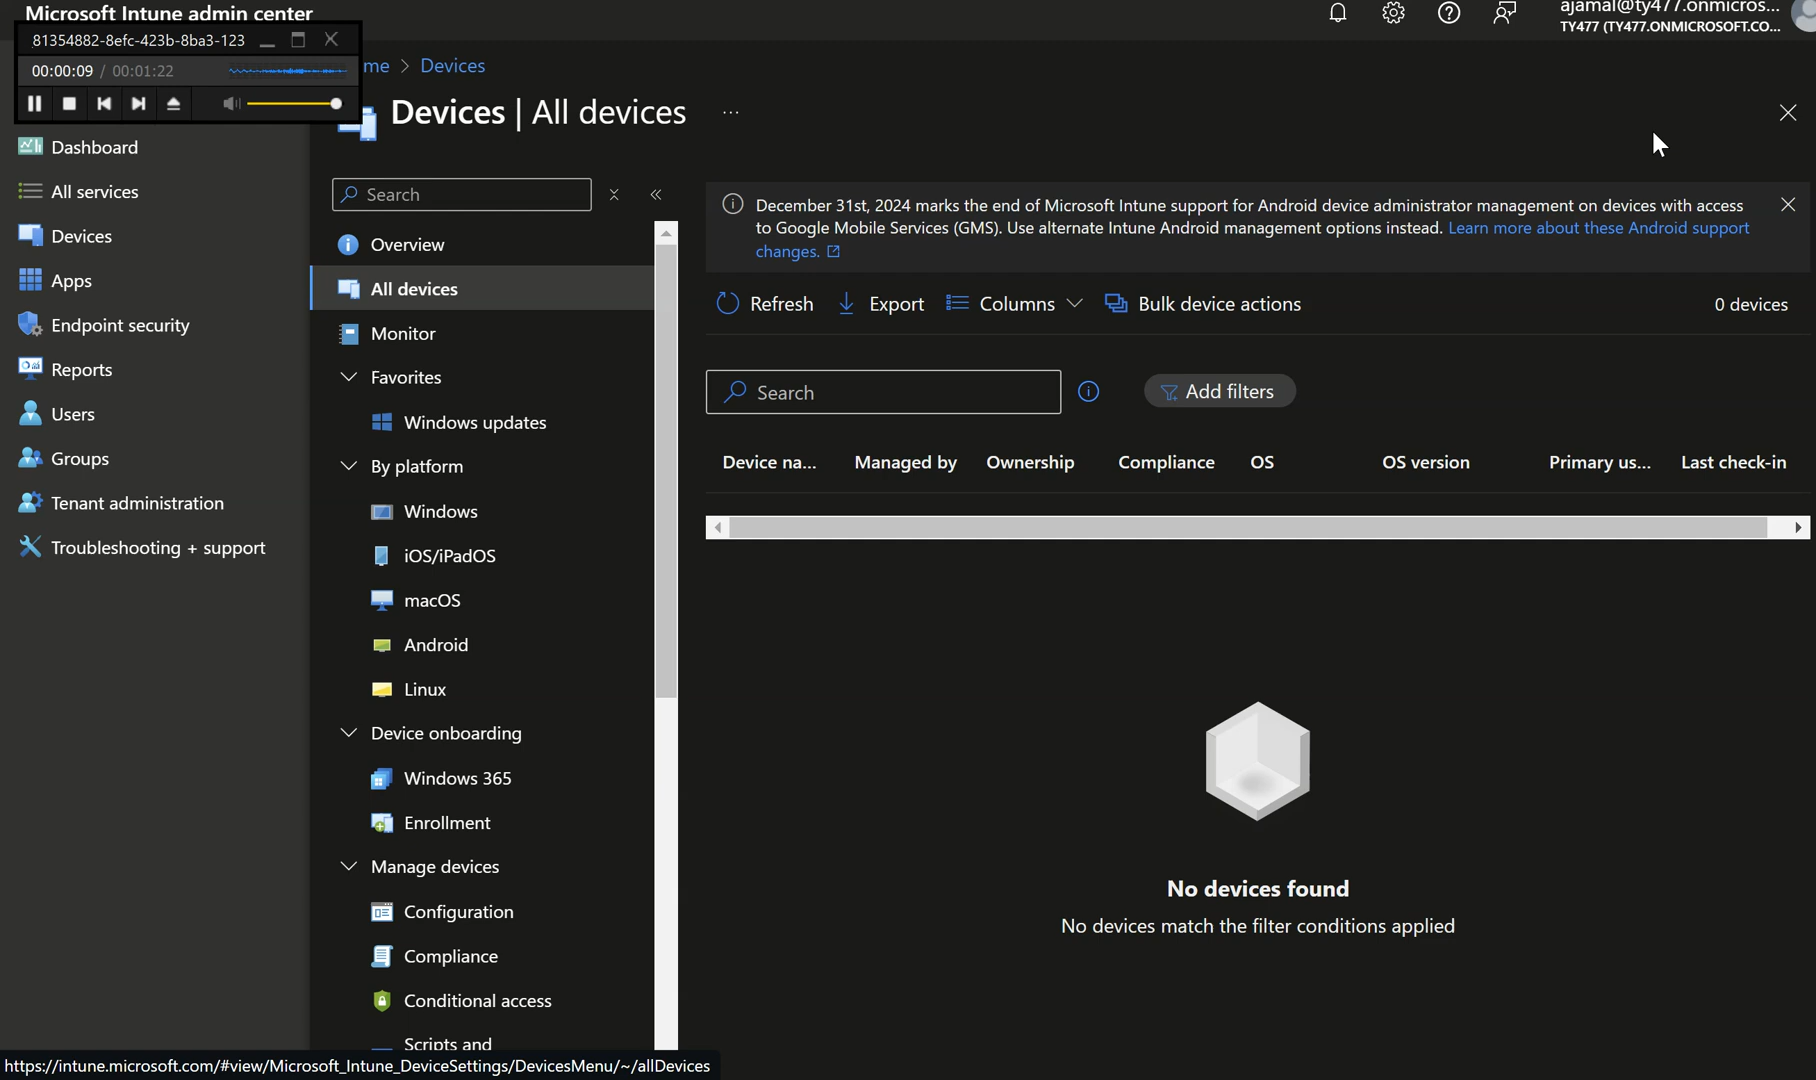 Microsoft Intune admin center
ajamal@ty477.onmicros...
TY477 (TY477.ONMICROSOFT.CO...
81354882-8efc-423b-8ba3-123
00:00:09 / 00:01:22
me > Devices
Devices | All devices ...
Dashboard
All services
Devices
Apps
Endpoint security
Reports
Users
Groups
Tenant administration
Troubleshooting + support
Search
Overview
All devices
Monitor
Favorites
Windows updates
By platform
Windows
iOS/iPadOS
macOS
Android
Linux
Device onboarding
Windows 365
Enrollment
Manage devices
Configuration
Compliance
Conditional access
Scripts and
December 31st, 2024 marks the end of Microsoft Intune support for Android device administrator management on devices with access
to Google Mobile Services (GMS). Use alternate Intune Android management options instead. Learn more about these Android support
changes.
Refresh Export Columns Bulk device actions 0 devices
Search Add filters
Device na... Managed by Ownership Compliance OS OS version Primary us... Last check-in
No devices found
No devices match the filter conditions applied
https://intune.microsoft.com/#view/Microsoft_Intune_DeviceSettings/DevicesMenu/~/allDevices